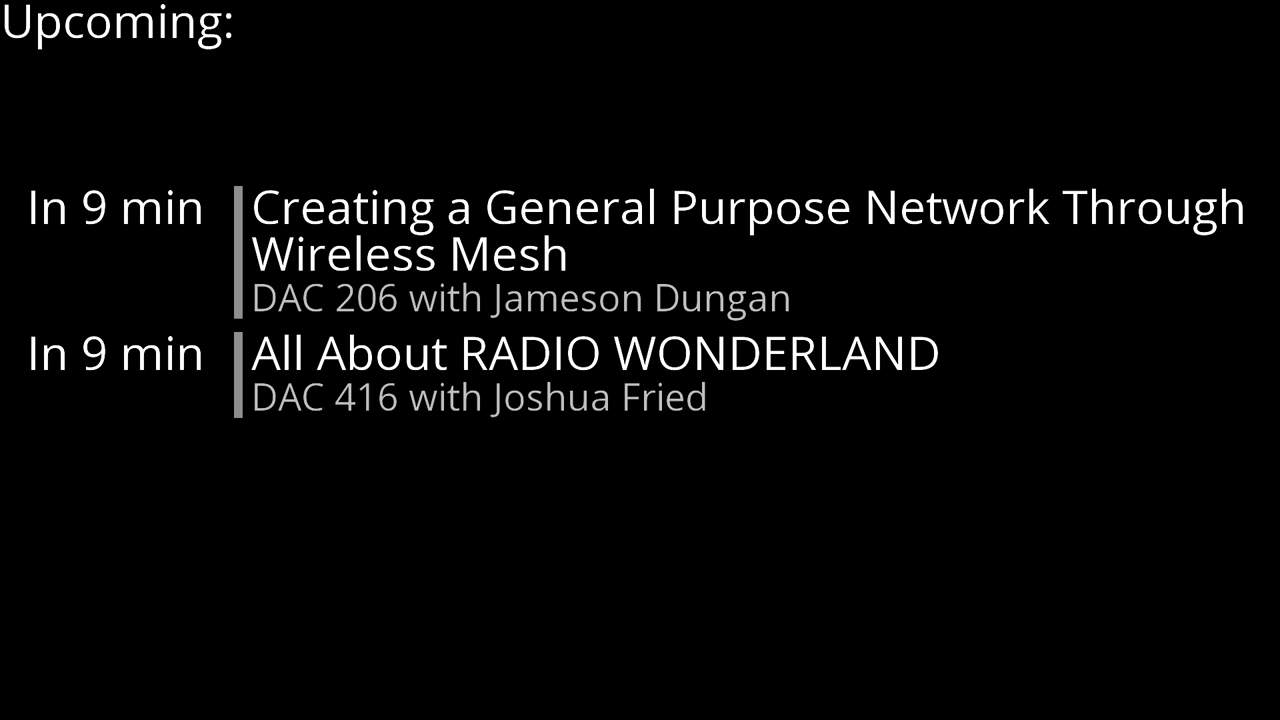 Upcoming:
In 9 min
Creating a General Purpose Network Through
Wireless Mesh
DAC 206 with Jameson Dungan
In 9 min
All About RADIO WONDERLAND
DAC 416 with Joshua Fried